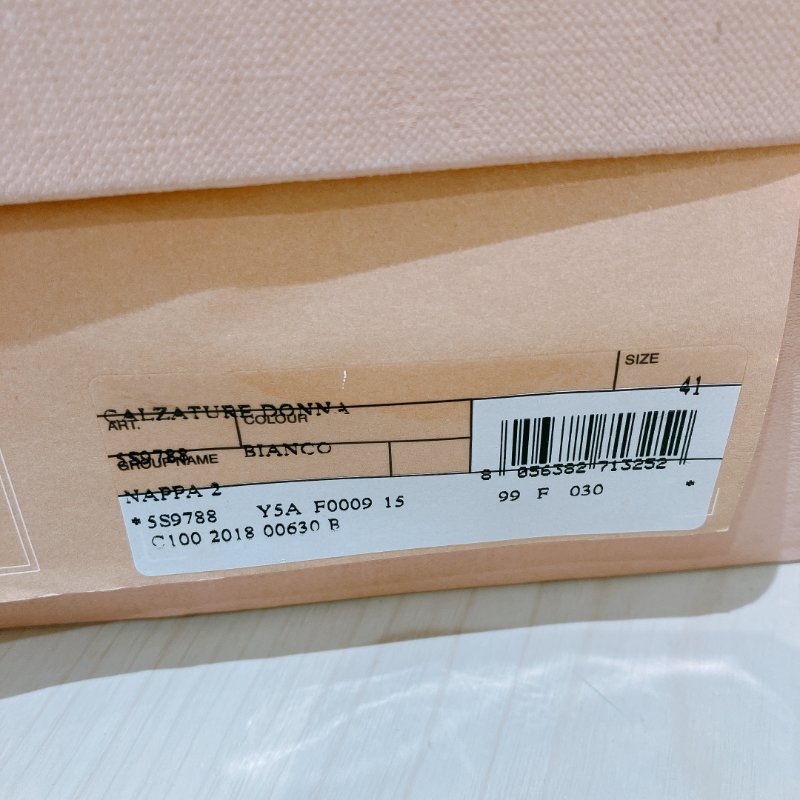 SIZE
41
CALZATURE DONNA
ART. COLOUR
5S9788 BIANCO
GROUP NAME
NAPPA 2
8 056382 713252
*5S9788 Y5A F0009 15 99 F 030 *
C100 2018 00630 B